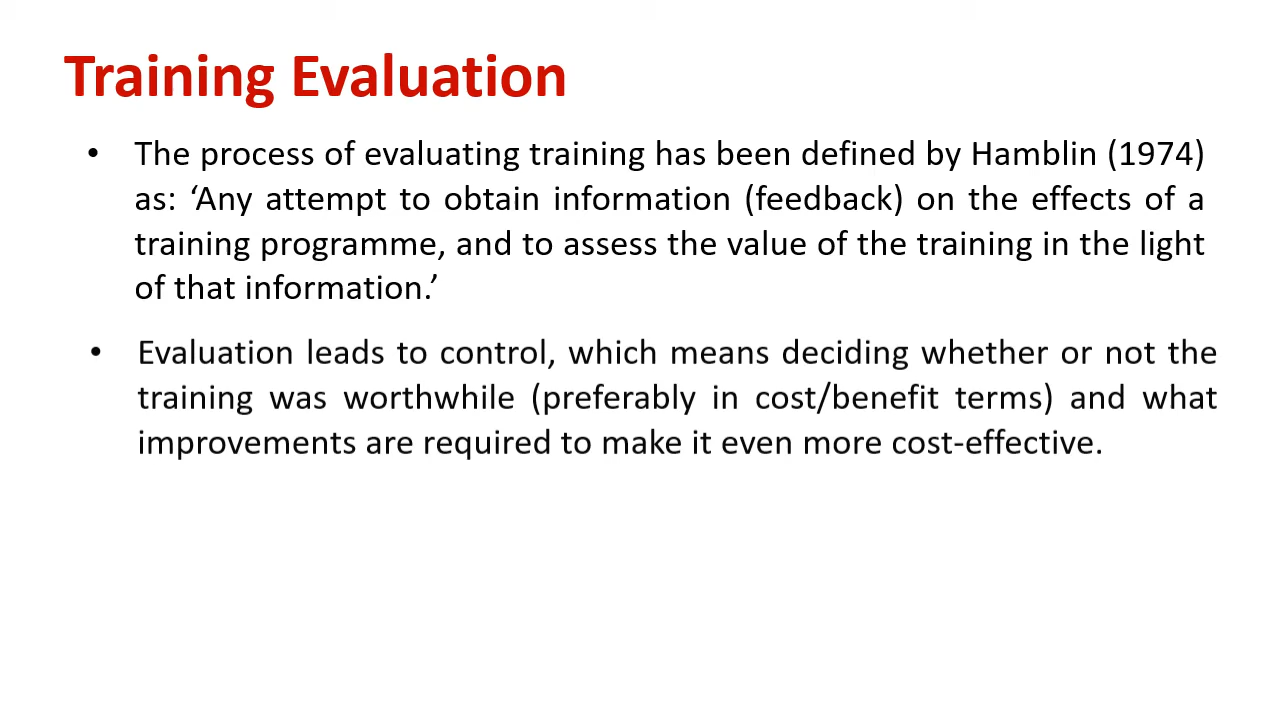 Training Evaluation
• The process of evaluating training has been defined by Hamblin (1974)
as: ‘Any attempt to obtain information (feedback) on the effects of a
training programme, and to assess the value of the training in the light
of that information.’
• Evaluation leads to control, which means deciding whether or not the
training was worthwhile (preferably in cost/benefit terms) and what
improvements are required to make it even more cost-effective.